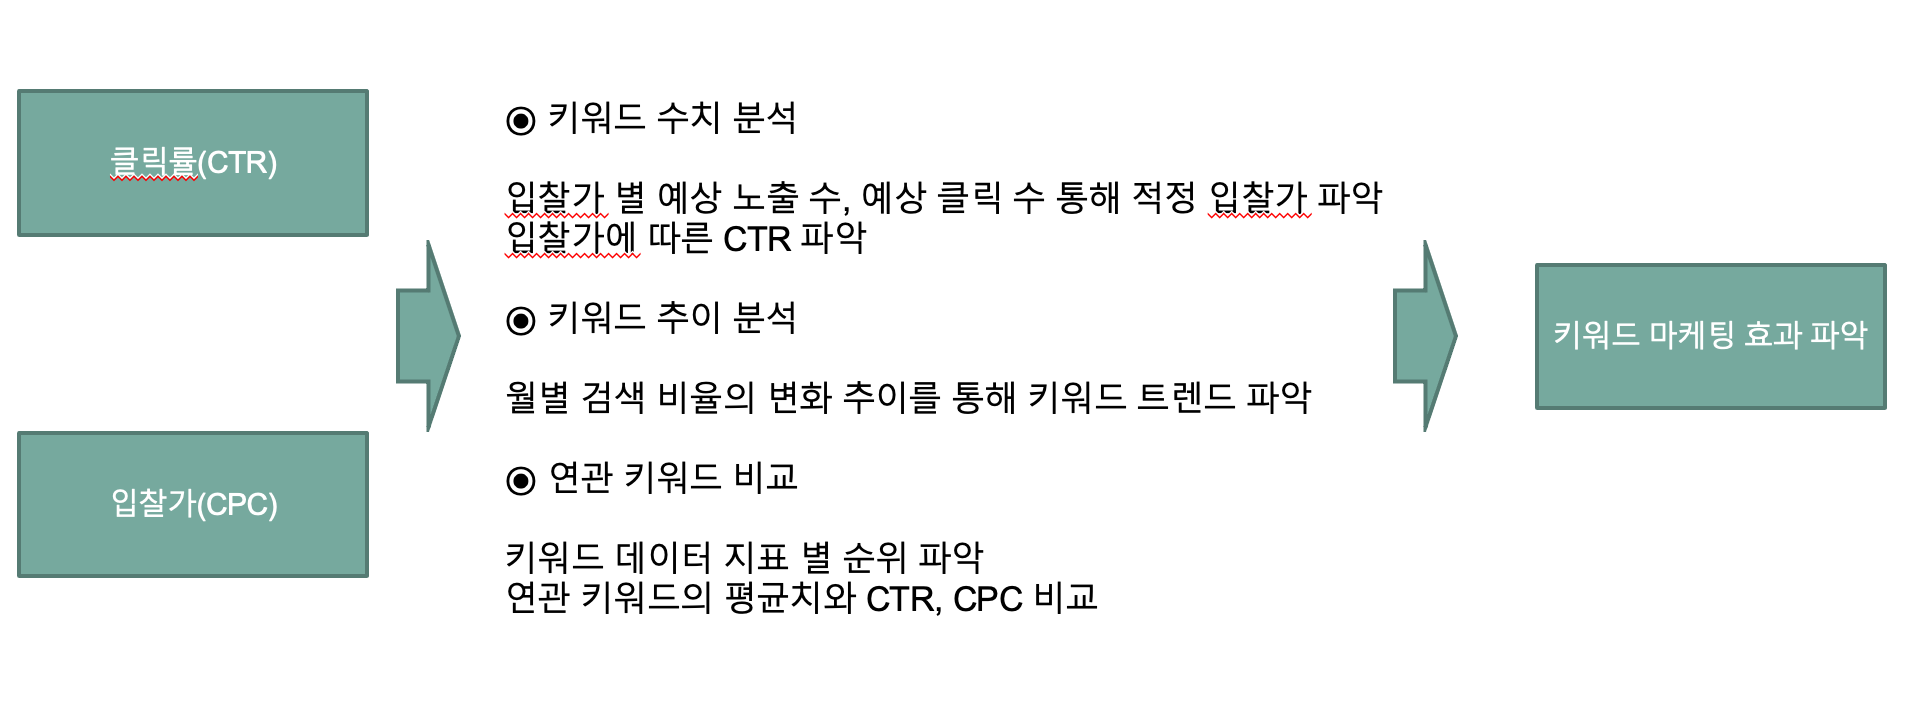 클릭률(CTR)
입찰가(CPC)
◉ 키워드 수치 분석
입찰가 별 예상 노출 수, 예상 클릭 수 통해 적정 입찰가 파악
입찰가에 따른 CTR 파악
◉ 키워드 추이 분석
월별 검색 비율의 변화 추이를 통해 키워드 트렌드 파악
◉ 연관 키워드 비교
키워드 데이터 지표 별 순위 파악
연관 키워드의 평균치와 CTR, CPC 비교
키워드 마케팅 효과 파악